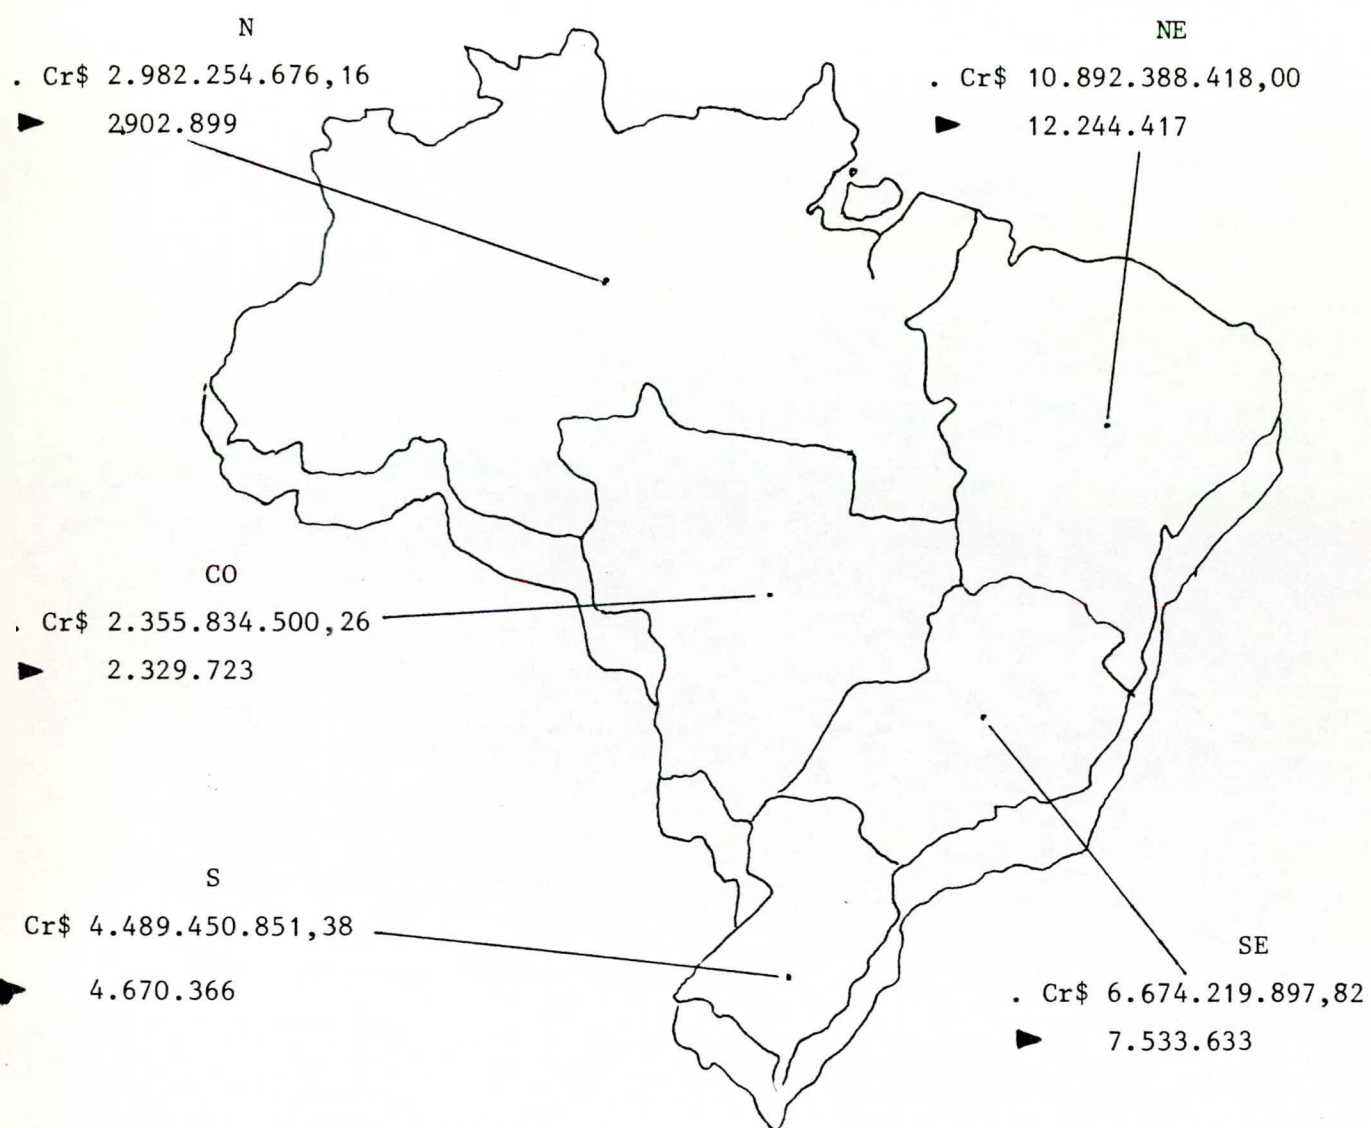 N
. Cr$ 2.982.254.676,16
► 2.902.899
NE
. Cr$ 10.892.388.418,00
► 12.244.417
CO
. Cr$ 2.355.834.500,26
► 2.329.723
S
Cr$ 4.489.450.851,38
► 4.670.366
SE
. Cr$ 6.674.219.897,82
► 7.533.633